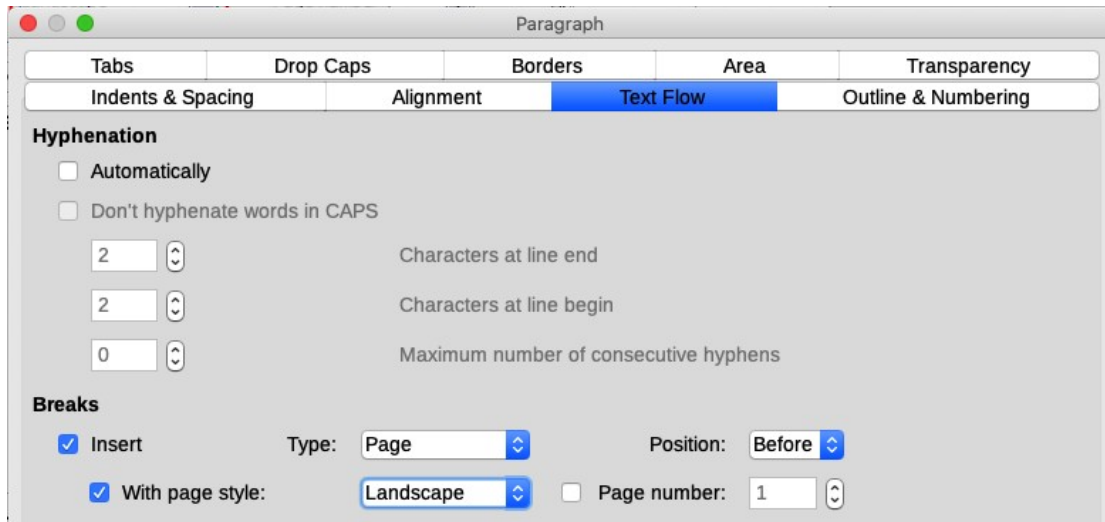 Paragraph
Tabs Drop Caps Borders Area Transparency
Indents & Spacing Alignment Text Flow Outline & Numbering
Hyphenation
Automatically
Don't hyphenate words in CAPS
2 Characters at line end
2 Characters at line begin
0 Maximum number of consecutive hyphens
Breaks
Insert Type: Page Position: Before
With page style: Landscape Page number: 1